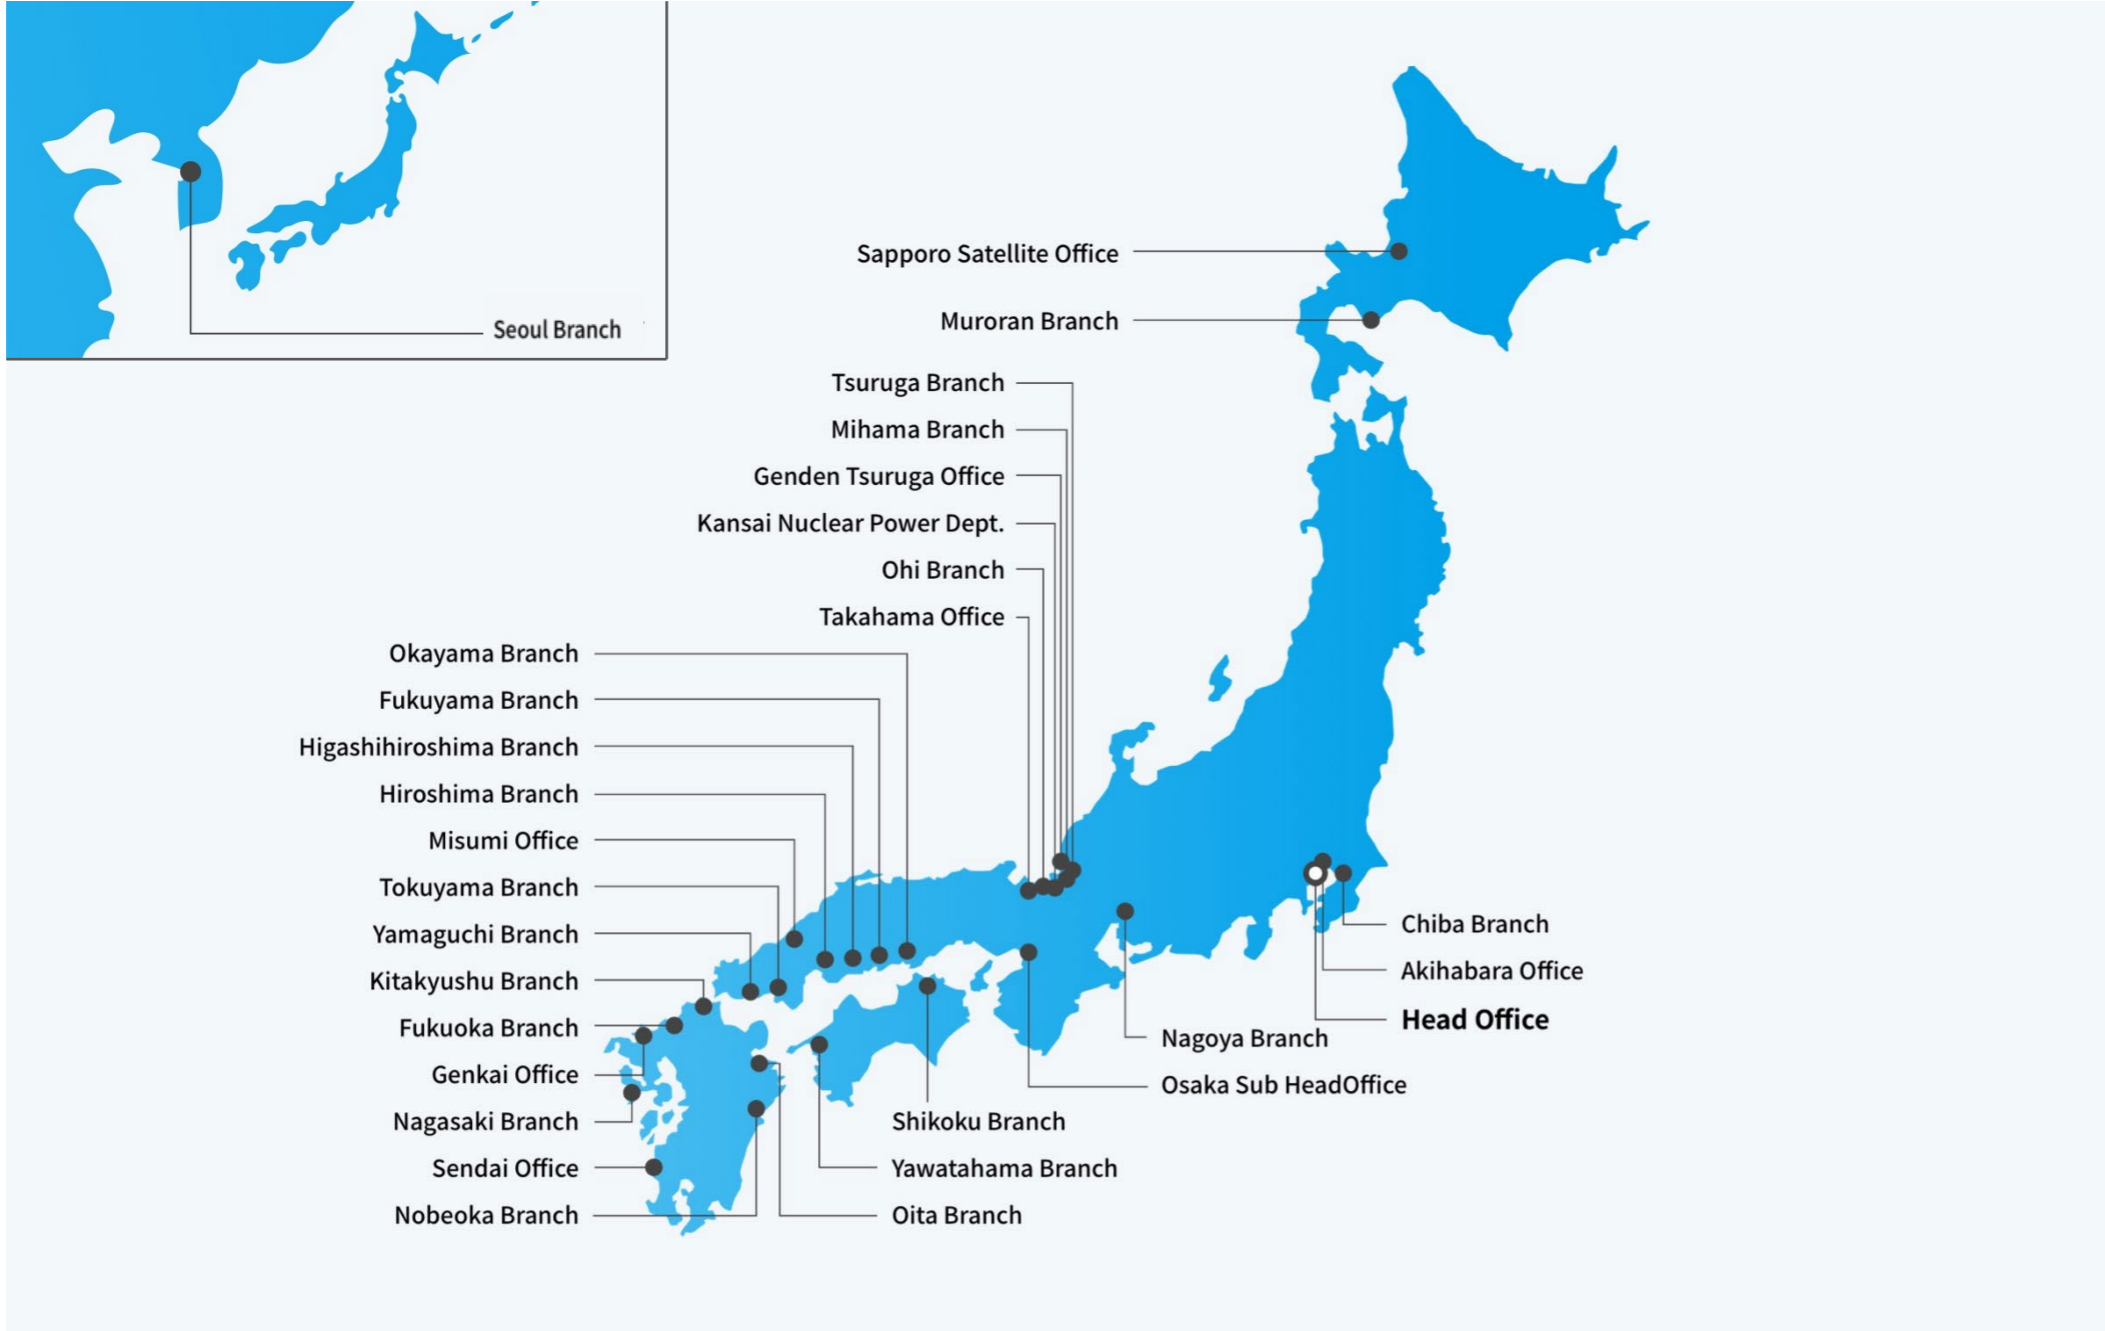 Seoul Branch
Sapporo Satellite Office
Muroran Branch
Tsuruga Branch
Mihama Branch
Genden Tsuruga Office
Kansai Nuclear Power Dept.
Ohi Branch
Takahama Office
Okayama Branch
Fukuyama Branch
Higashihiroshima Branch
Hiroshima Branch
Misumi Office
Tokuyama Branch
Yamaguchi Branch
Kitakyushu Branch
Fukuoka Branch
Genkai Office
Nagasaki Branch
Sendai Office
Nobeoka Branch
Chiba Branch
Akihabara Office
Head Office
Nagoya Branch
Osaka Sub HeadOffice
Shikoku Branch
Yawatahama Branch
Oita Branch